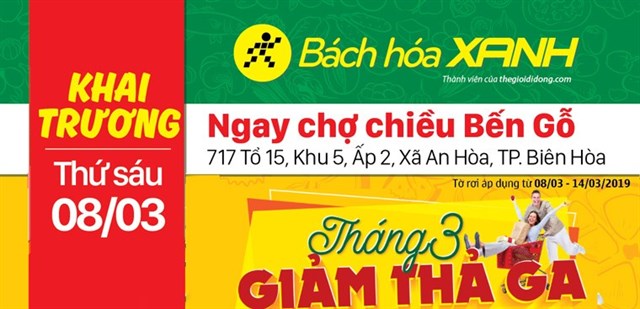 KHAI
TRƯƠNG
Thứ sáu
08/03
Bách hóa XANH
Thành viên của thegioididong.com
Ngay chợ chiều Bến Gỗ
717 Tổ 15, Khu 5, Ấp 2, Xã An Hòa, TP. Biên Hòa
Tờ rơi áp dụng từ 08/03 - 14/03/2019
Tháng 3
GIẢM THẢ GA